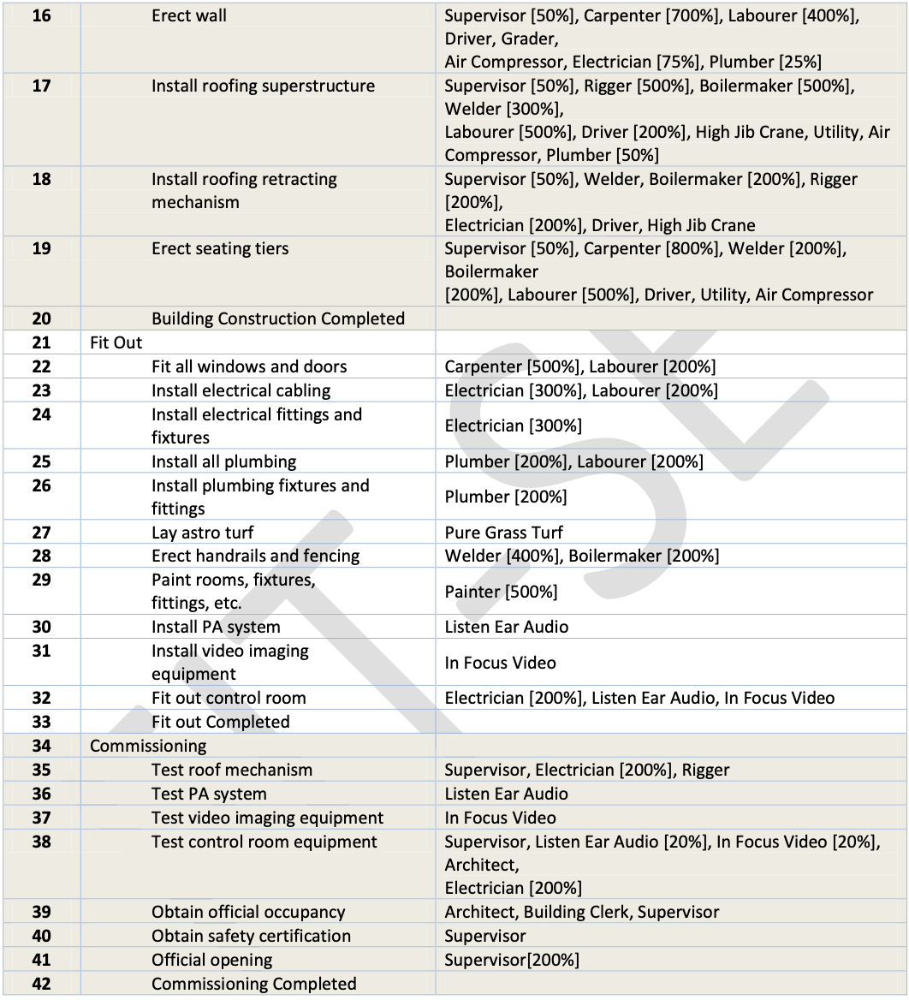 16 Erect wall Supervisor [50%], Carpenter [700%], Labourer [400%],
Driver, Grader,
Air Compressor, Electrician [75%], Plumber [25%]
17 Install roofing superstructure Supervisor [50%], Rigger [500%], Boilermaker [500%],
Welder [300%],
Labourer [500%], Driver [200%], High Jib Crane, Utility, Air
Compressor, Plumber [50%]
18 Install roofing retracting Supervisor [50%], Welder, Boilermaker [200%], Rigger
mechanism [200%],
Electrician [200%], Driver, High Jib Crane
19 Erect seating tiers Supervisor [50%], Carpenter [800%], Welder [200%],
Boilermaker
[200%], Labourer [500%], Driver, Utility, Air Compressor
20 Building Construction Completed
21 Fit Out
22 Fit all windows and doors Carpenter [500%], Labourer [200%]
23 Install electrical cabling Electrician [300%], Labourer [200%]
24 Install electrical fittings and
fixtures Electrician [300%]
25 Install all plumbing Plumber [200%], Labourer [200%]
26 Install plumbing fixtures and
fittings Plumber [200%]
27 Lay astro turf Pure Grass Turf
28 Erect handrails and fencing Welder [400%], Boilermaker [200%]
29 Paint rooms, fixtures,
fittings, etc. Painter [500%]
30 Install PA system Listen Ear Audio
31 Install video imaging
equipment In Focus Video
32 Fit out control room Electrician [200%], Listen Ear Audio, In Focus Video
33 Fit out Completed
34 Commissioning
35 Test roof mechanism Supervisor, Electrician [200%], Rigger
36 Test PA system Listen Ear Audio
37 Test video imaging equipment In Focus Video
38 Test control room equipment Supervisor, Listen Ear Audio [20%], In Focus Video [20%],
Architect,
Electrician [200%]
39 Obtain official occupancy Architect, Building Clerk, Supervisor
40 Obtain safety certification Supervisor
41 Official opening Supervisor[200%]
42 Commissioning Completed